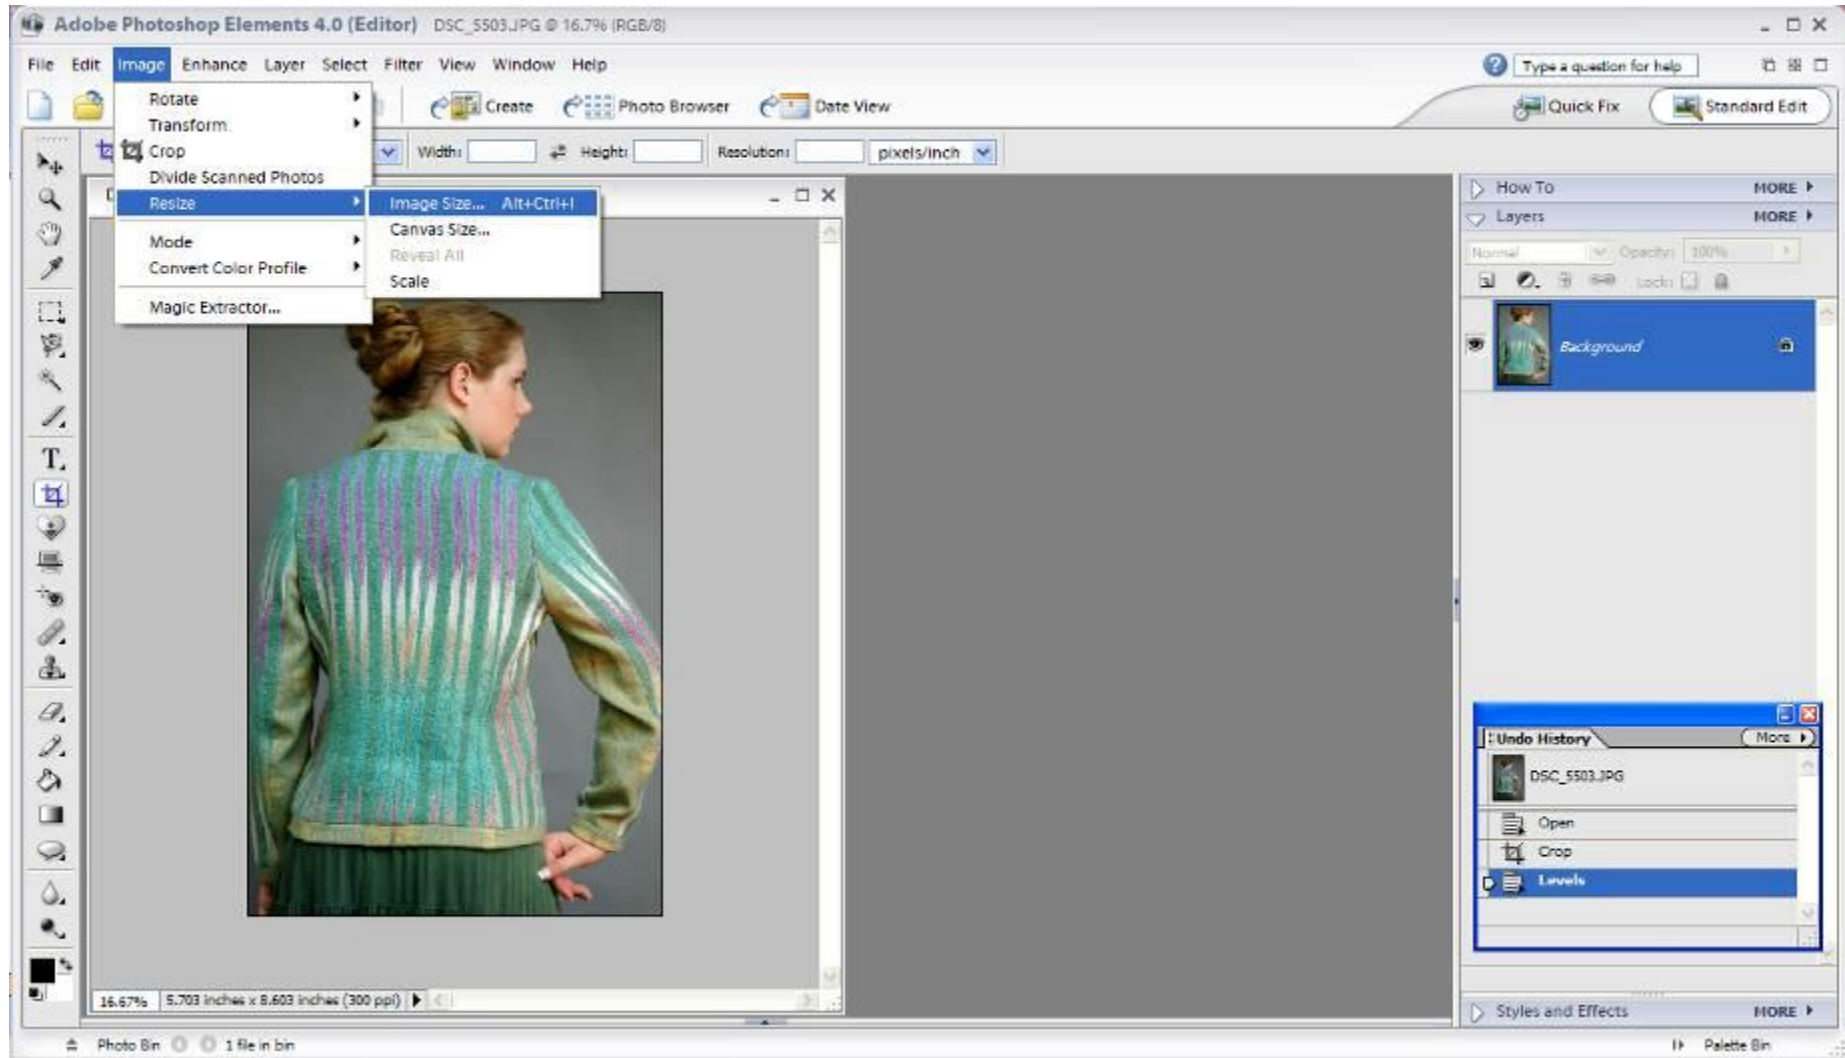 Adobe Photoshop Elements 4.0 (Editor) DSC_5503.JPG @ 16.7% (RGB/8)
File Edit Image Enhance Layer Select Filter View Window Help
Type a question for help
Create Photo Browser Date View
Quick Fix Standard Edit
Width: Height: Resolution: pixels/inch
Rotate
Transform
Crop
Divide Scanned Photos
Resize
Mode
Convert Color Profile
Magic Extractor...
Image Size... Alt+Ctrl+I
Canvas Size...
Reveal All
Scale
How To MORE
Layers MORE
Normal Opacity: 100%
Lock:
Background
Undo History More
DSC_5503.JPG
Open
Crop
Levels
16.67% 5.703 inches x 8.603 inches (300 ppi)
Styles and Effects MORE
Photo Bin 1 file in bin
Palette Bin